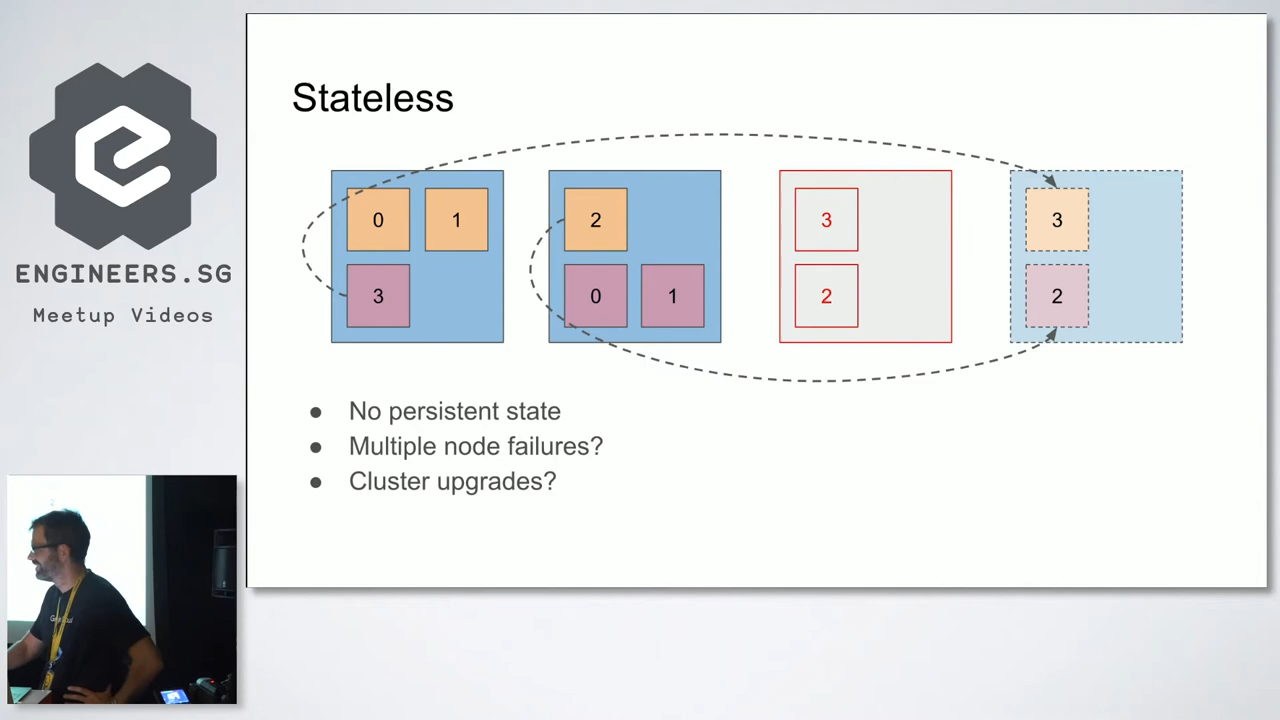 ENGINEERS.SG
Meetup Videos
Stateless
0 1 2 3 3
3 0 1 2 2
No persistent state
Multiple node failures?
Cluster upgrades?